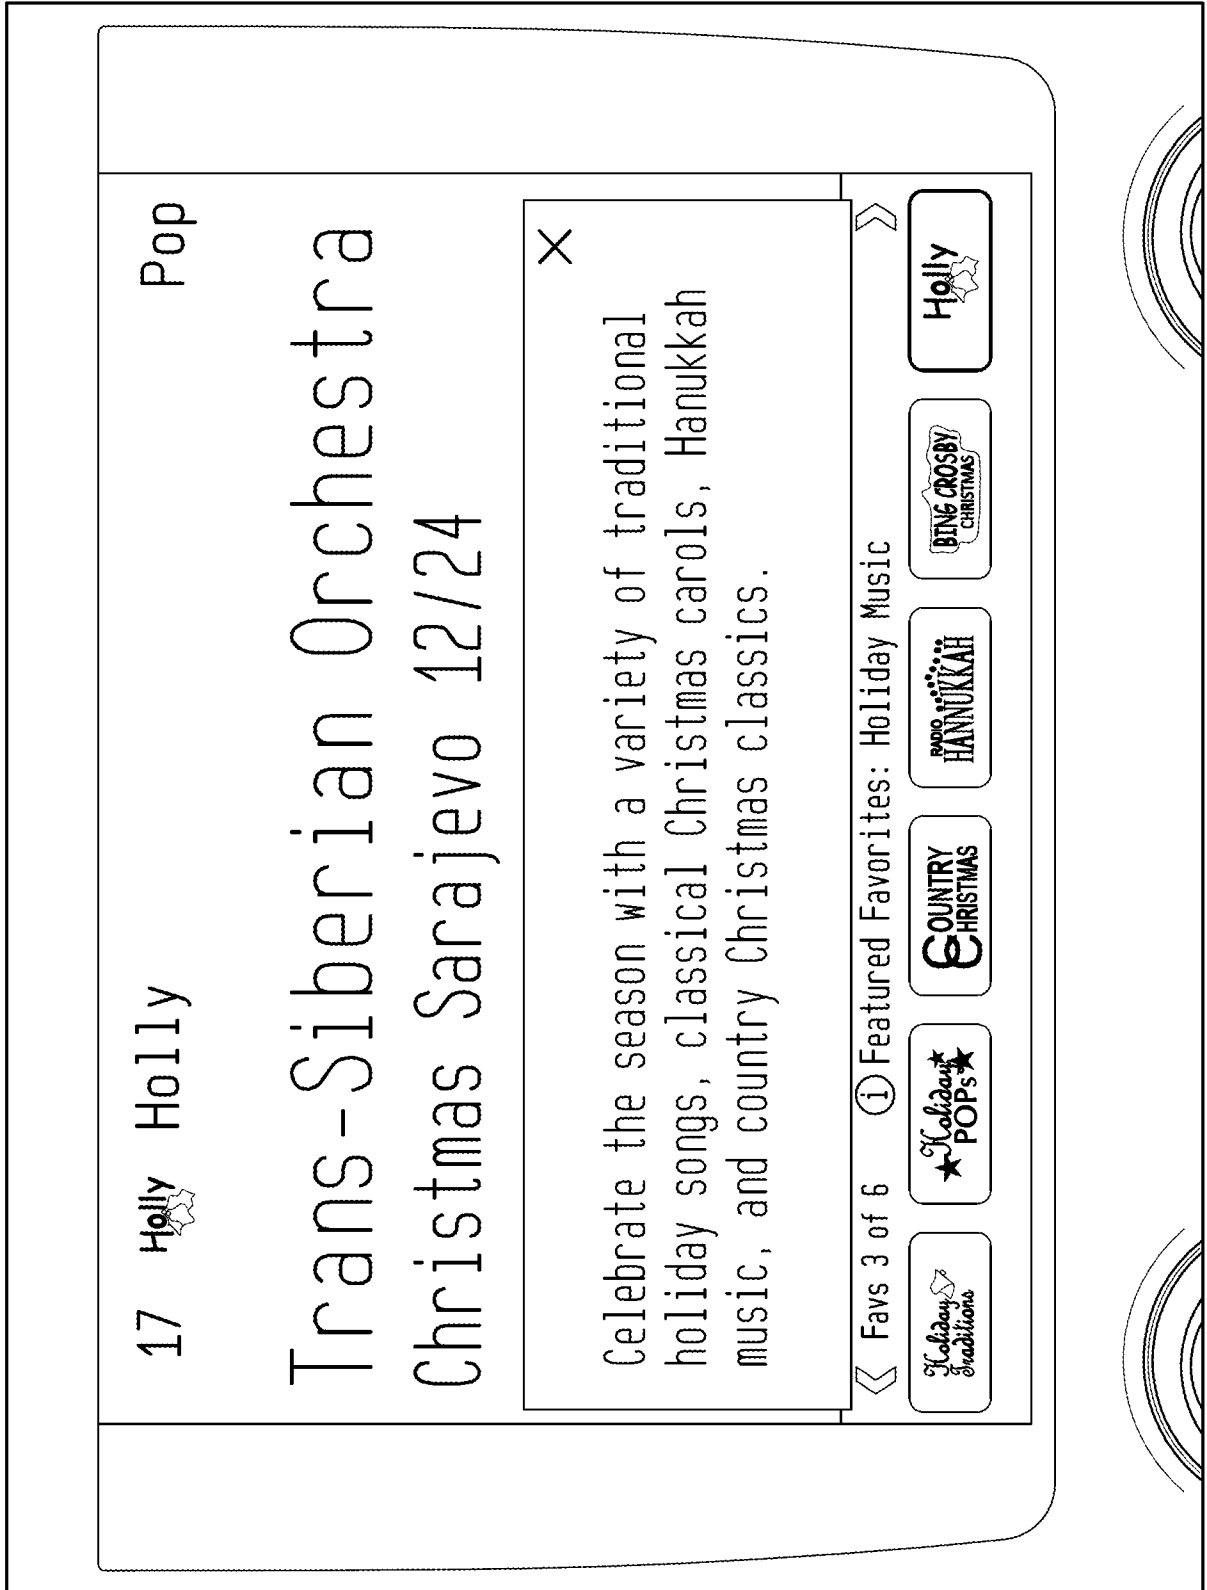 17 Holly Holly Pop
Trans-Siberian Orchestra
Christmas Sarajevo 12/24
X
Celebrate the season with a variety of traditional
holiday songs, classical Christmas carols, Hanukkah
music, and country Christmas classics.
Favs 3 of 6 i Featured Favorites: Holiday Music
Holiday
Traditions
Holiday
POPs
COUNTRY
CHRISTMAS
RADIO
HANNUKKAH
BING CROSBY
CHRISTMAS
Holly